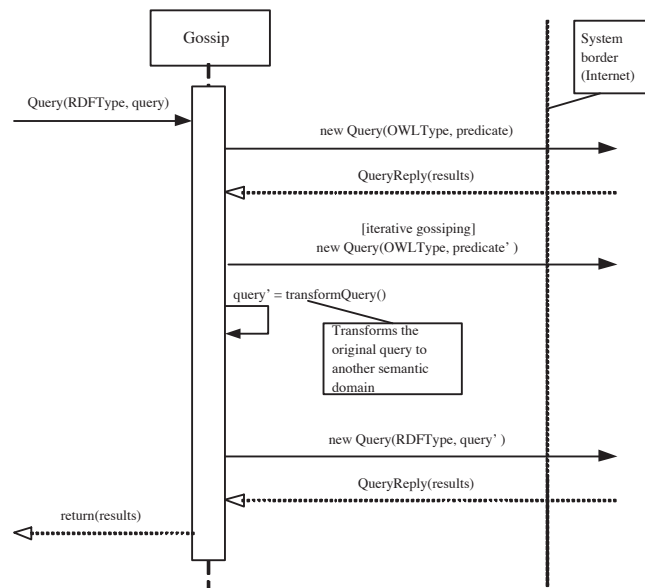 Gossip
System
border
(Internet)
Query(RDFType, query)
new Query(OWLType, predicate)
QueryReply(results)
[iterative gossiping]
new Query(OWLType, predicate’ )
query’ = transformQuery()
Transforms the
original query to
another semantic
domain
new Query(RDFType, query’ )
QueryReply(results)
return(results)